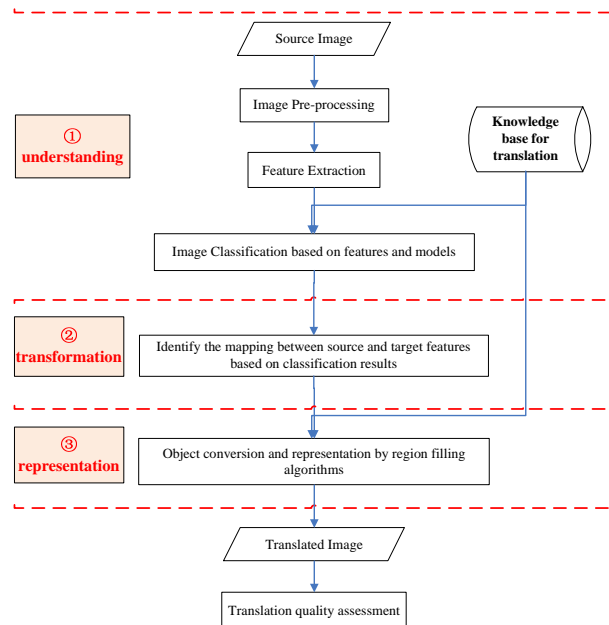 Source Image
Image Pre-processing
①
understanding
Knowledge
base for
translation
Feature Extraction
Image Classification based on features and models
②
transformation
Identify the mapping between source and target features
based on classification results
③
representation
Object conversion and representation by region filling
algorithms
Translated Image
Translation quality assessment